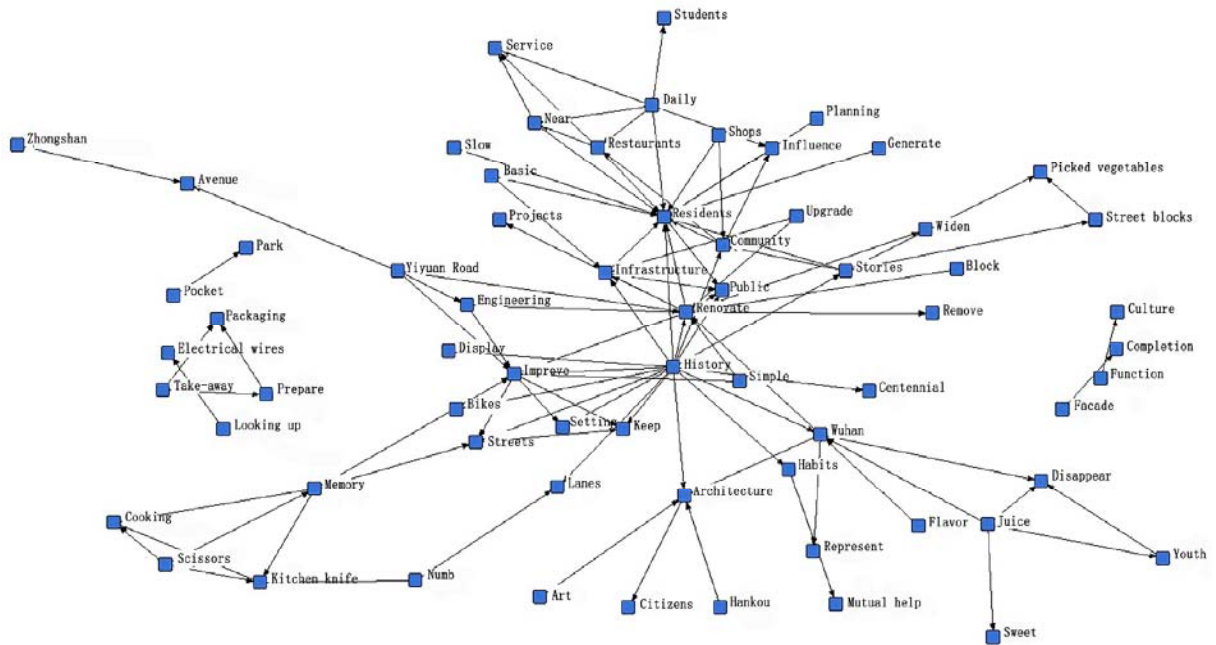 Students
Service
Daily
Near
Shops
Planning
Zhongshan
Slow
Restaurants
Influence
Generate
Avenue
Basic
Picked vegetables
Projects
Residents
Upgrade
Widen
Street blocks
Park
Community
Yiyuan Road
Infrastructure
Stories
Block
Pocket
Public
Engineering
Renovate
Remove
Culture
Packaging
Electrical wires
Display
History
Completion
Improve
Simple
Centennial
Function
Take-away
Prepare
Bikes
Facade
Looking up
Setting
Keep
Streets
Wuhan
Memory
Lanes
Architecture
Habits
Disappear
Cooking
Flavor
Juice
Scissors
Represent
Youth
Kitchen knife
Numb
Art
Citizens
Hankou
Mutual help
Sweet